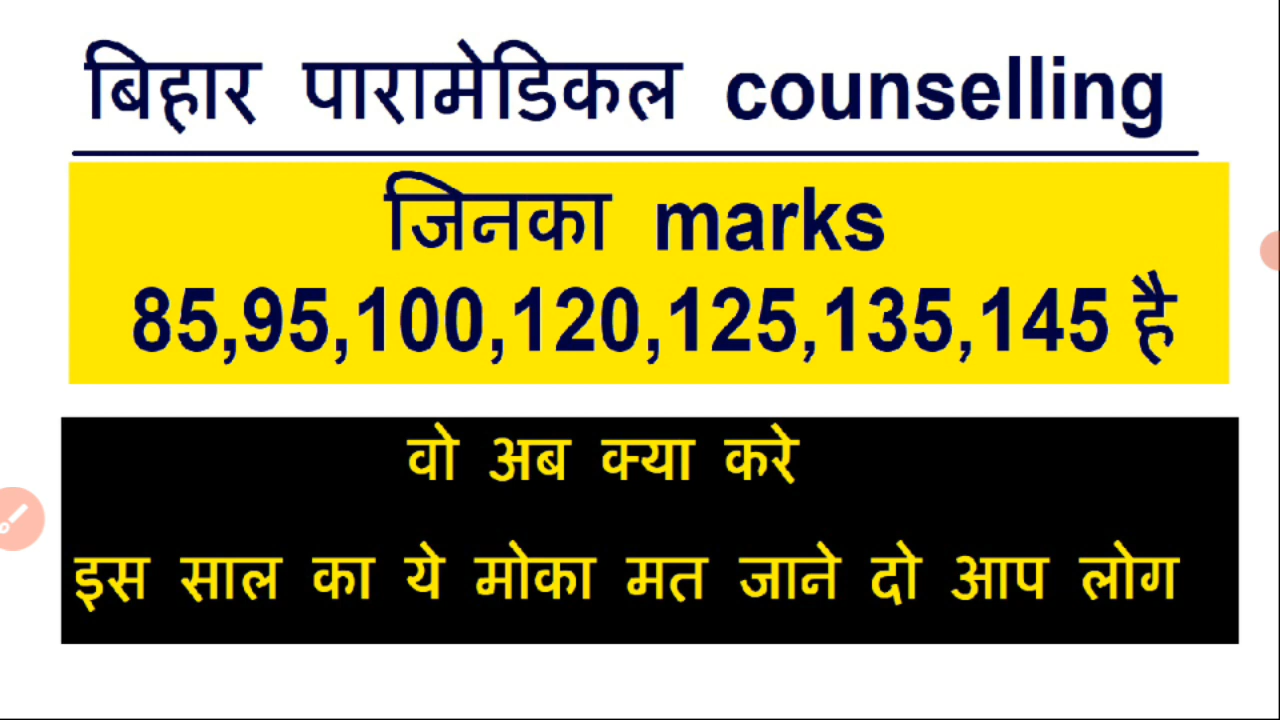 बिहार पारामेडिकल counselling
जिनका marks
85,95,100,120,125,135,145 है
वो अब क्या करे
इस साल का ये मोका मत जाने दो आप लोग